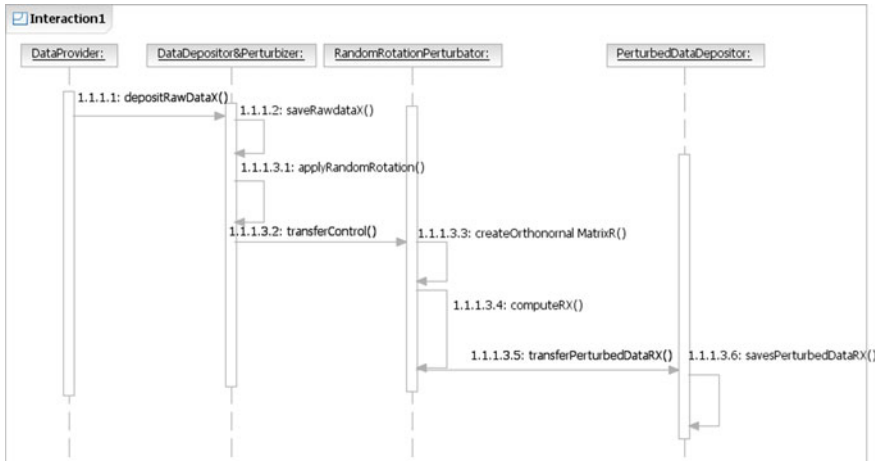 Interaction1
DataProvider:
DataDepositor&Perturbizer:
RandomRotationPerturbator:
PerturbedDataDepositor:
1.1.1.1: depositRawDataX()
1.1.1.2: saveRawdataX()
1.1.1.3.1: applyRandomRotation()
1.1.1.3.2: transferControl()
1.1.1.3.3: createOrthonornal MatrixR()
1.1.1.3.4: computeRX()
1.1.1.3.5: transferPerturbedDataRX()
1.1.1.3.6: savesPerturbedDataRX()